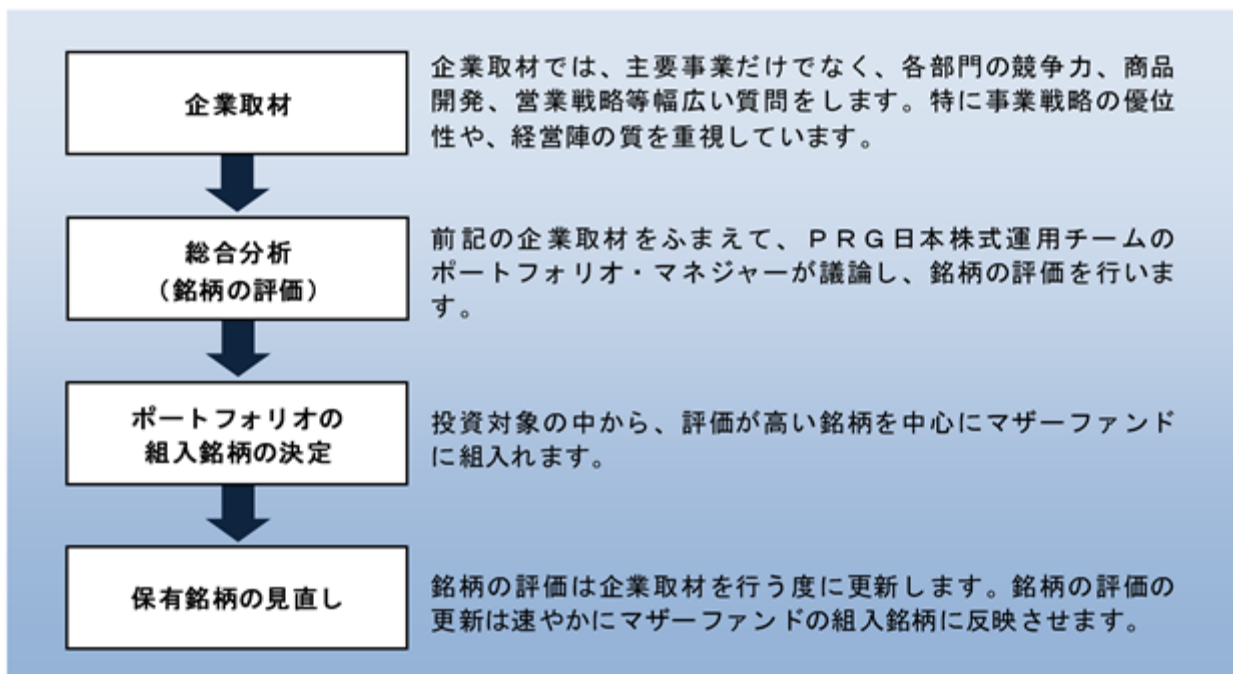 企業取材
企業取材では、主要事業だけでなく、各部門の競争力、商品
開発、営業戦略等幅広い質問をします。特に事業戦略の優位
性や、経営陣の質を重視しています。
総合分析
（銘柄の評価）
前記の企業取材をふまえて、ＰＲＧ日本株式運用チームの
ポートフォリオ・マネジャーが議論し、銘柄の評価を行いま
す。
ポートフォリオの
組入銘柄の決定
投資対象の中から、評価が高い銘柄を中心にマザーファンド
に組入れます。
保有銘柄の見直し
銘柄の評価は企業取材を行う度に更新します。銘柄の評価の
更新は速やかにマザーファンドの組入銘柄に反映させます。